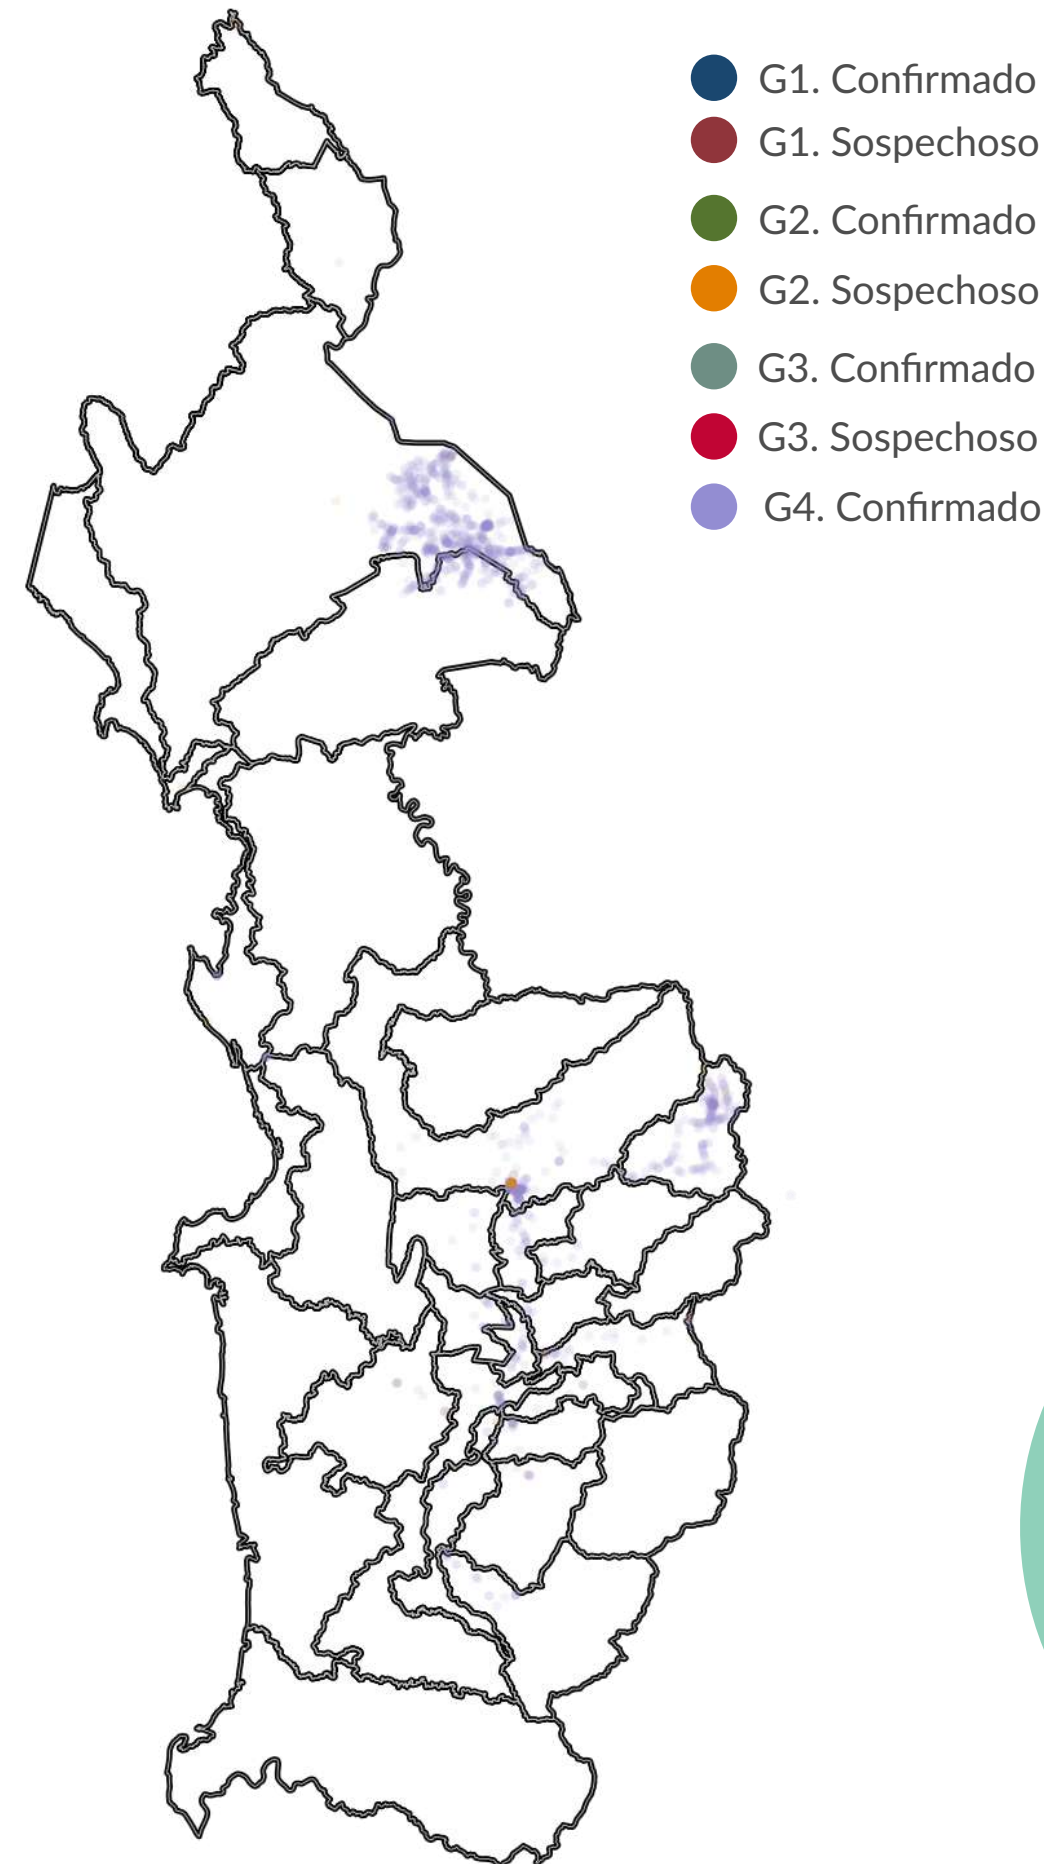 G1. Confirmado
G1. Sospechoso
G2. Confirmado
G2. Sospechoso
G3. Confirmado
G3. Sospechoso
G4. Confirmado